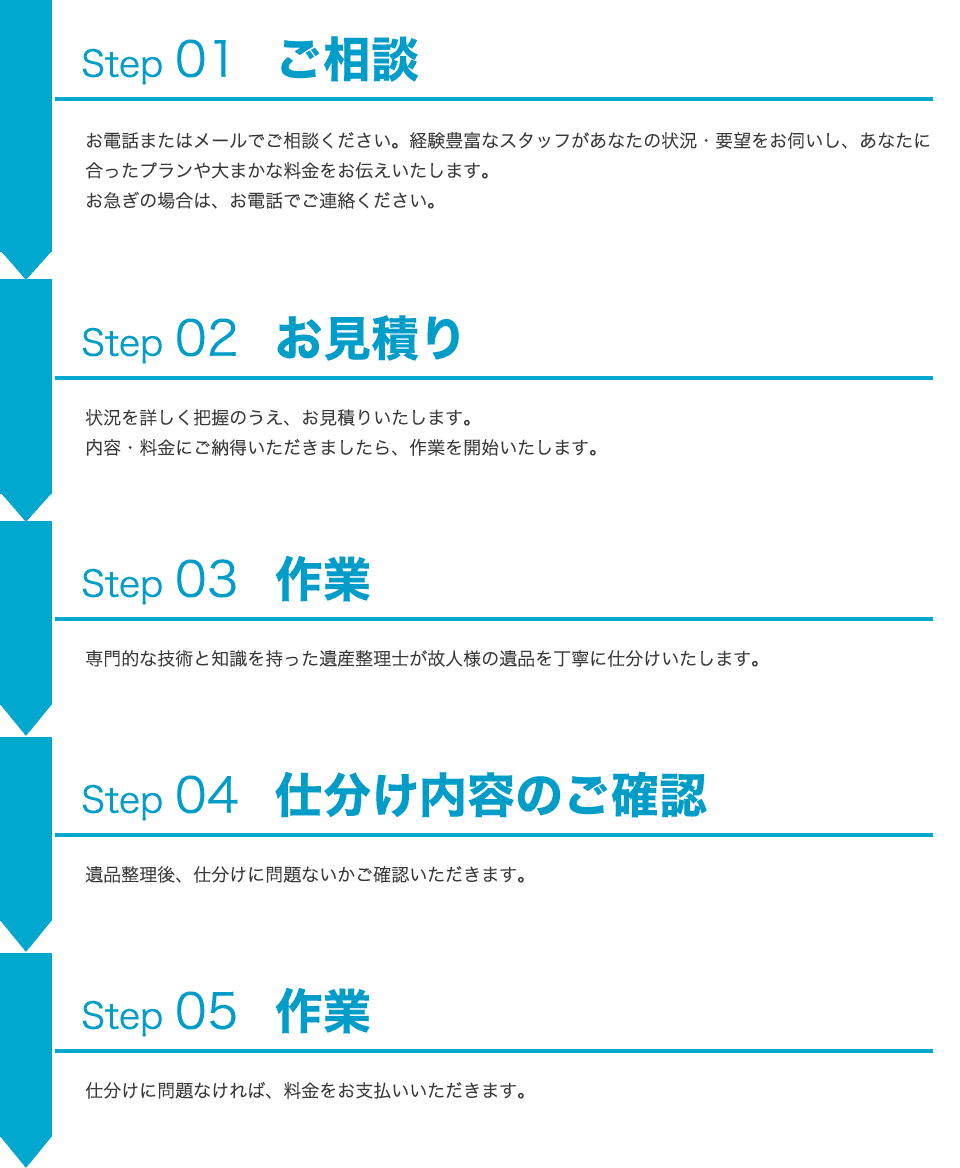 Step 01 ご相談
お電話またはメールでご相談ください。経験豊富なスタッフがあなたの状況・要望をお伺いし、あなたに
合ったプランや大まかな料金をお伝えいたします。
お急ぎの場合は、お電話でご連絡ください。
Step 02 お見積り
状況を詳しく把握のうえ、お見積りいたします。
内容・料金にご納得いただきましたら、作業を開始いたします。
Step 03 作業
専門的な技術と知識を持った遺産整理士が故人様の遺品を丁寧に仕分けいたします。
Step 04 仕分け内容のご確認
遺品整理後、仕分けに問題ないかご確認いただきます。
Step 05 作業
仕分けに問題なければ、料金をお支払いいただきます。